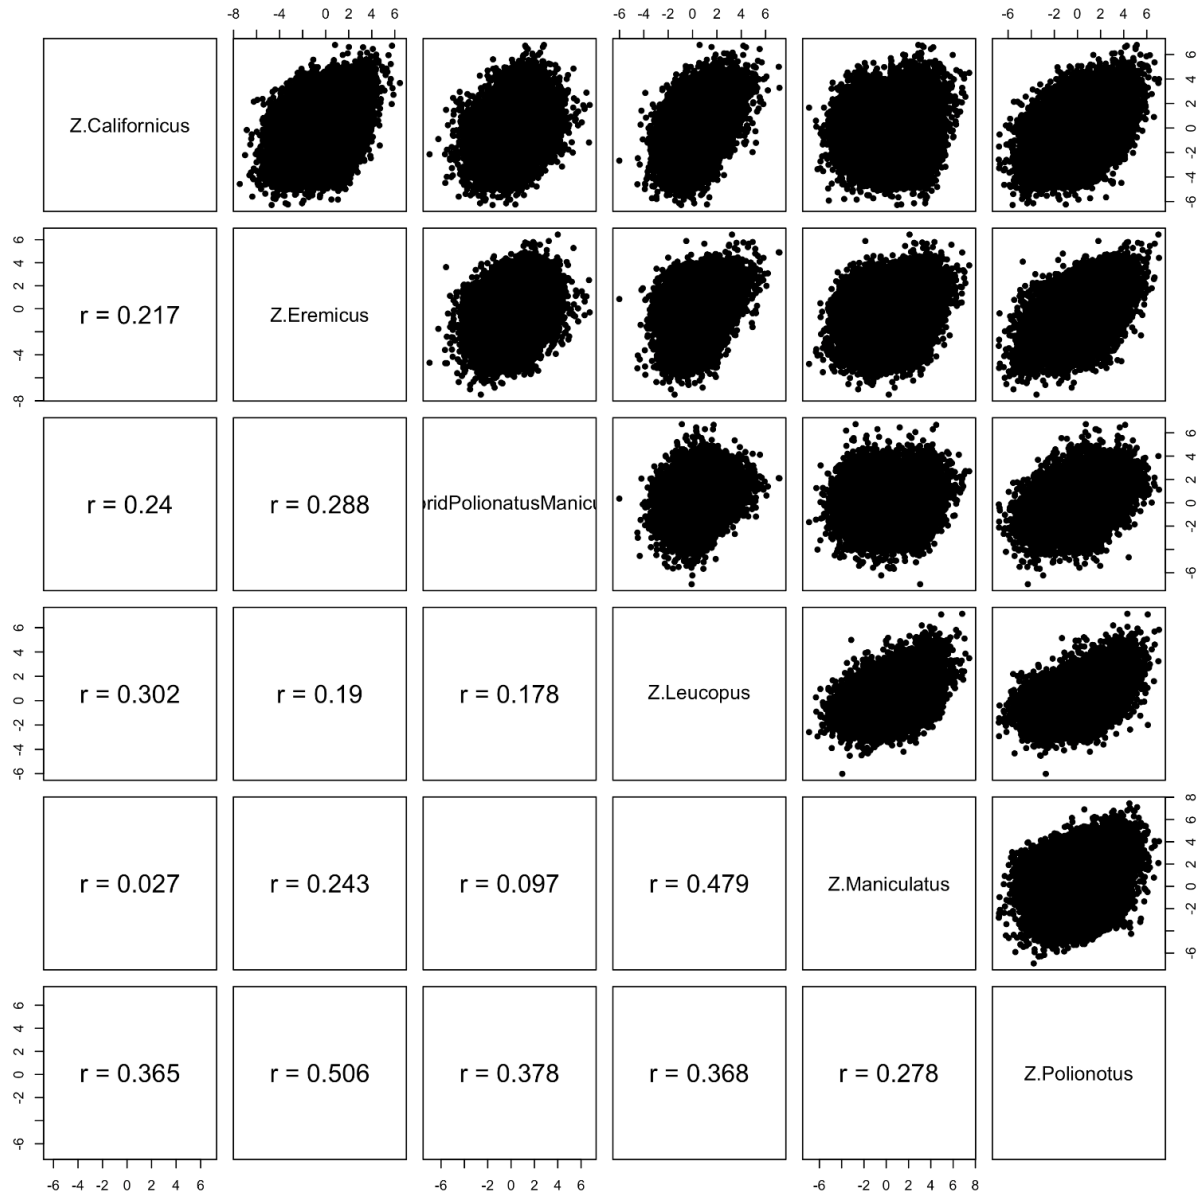 -8 -4 0 2 4 6 -6 -4 -2 0 2 4 6 -6 -2 0 2 4 6
Z.Californicus
6 4 2 0 -2 -4 -6
6 4 2 0 -4 -8
r = 0.217
Z.Eremicus
r = 0.24
r = 0.288
bridPolionatusManicu
6 4 2 0 -2 -6
6 4 2 0 -2 -4 -6
r = 0.302
r = 0.19
r = 0.178
Z.Leucopus
r = 0.027
r = 0.243
r = 0.097
r = 0.479
Z.Maniculatus
8 6 4 2 0 -2 -6
6 4 2 0 -2 -6
r = 0.365
r = 0.506
r = 0.378
r = 0.368
r = 0.278
Z.Polionotus
-6 -4 -2 0 2 4 6 -6 -4 -2 0 2 4 6 -6 -2 0 2 4 6 8